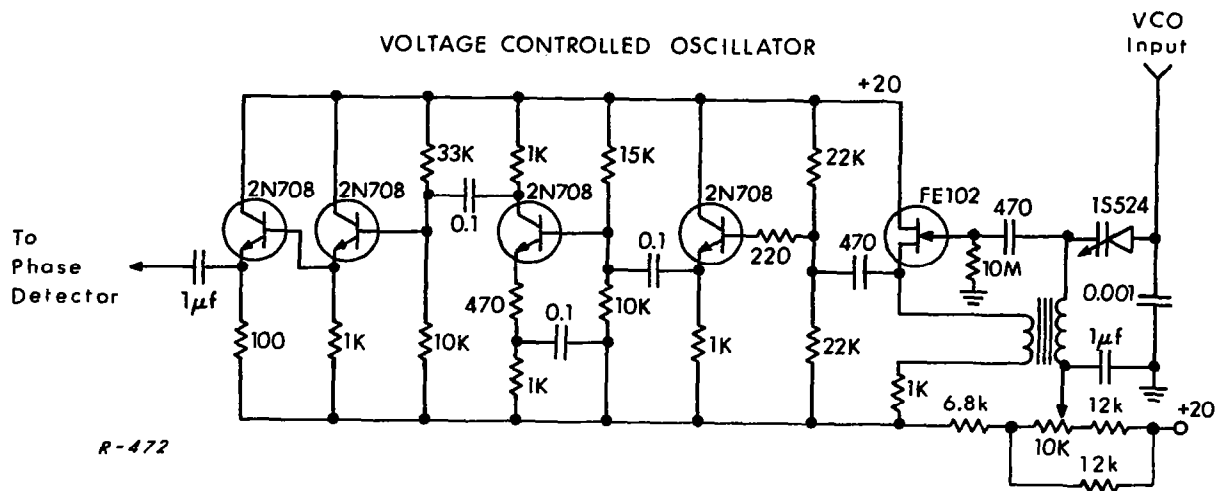 VOLTAGE CONTROLLED OSCILLATOR
VCO
Input
+20
33K
1K
15K
22K
2N708
2N708
2N708
2N708
FE102
470
1S524
0.1
0.1
220
470
10M
0.001
To
Phase
Detector
1μf
100
1K
10K
470
0.1
1K
10K
1K
22K
1K
1μf
6.8k
10K
12k
+20
12k
R-472